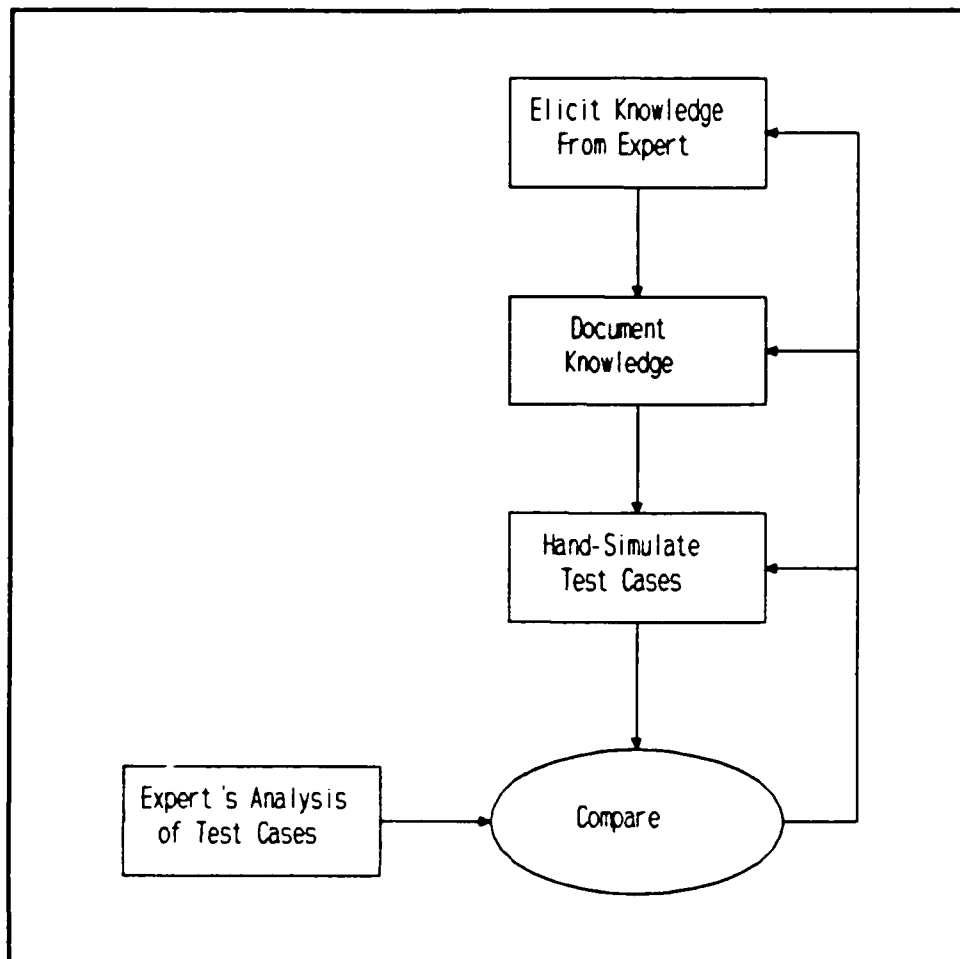 Elicit Knowledge
From Expert
Document
Knowledge
Hand-Simulate
Test Cases
Expert's Analysis
of Test Cases
Compare